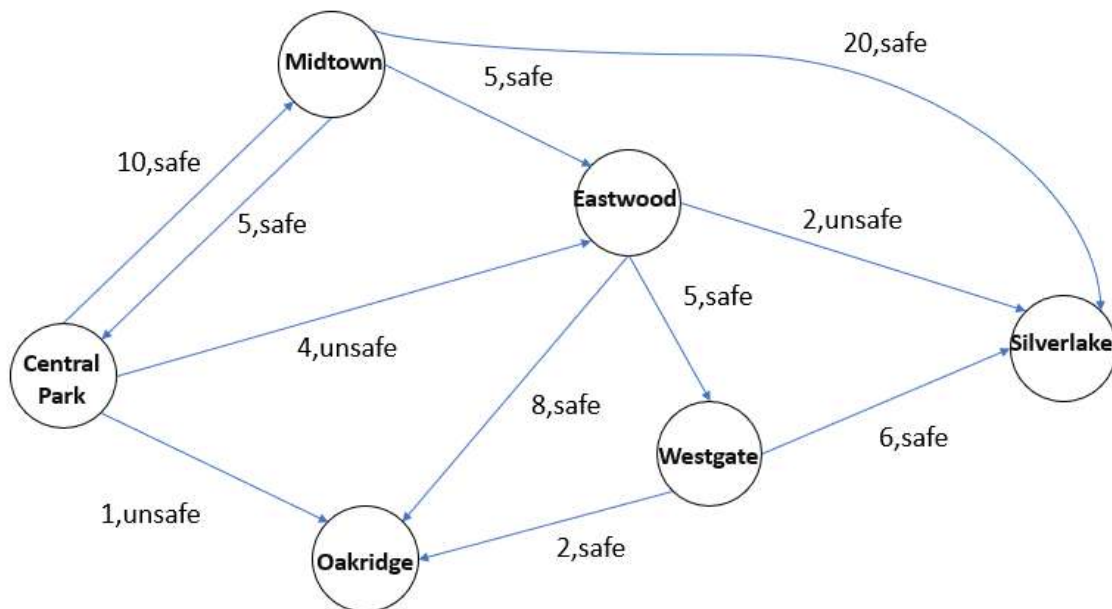 20,safe
Midtown
5,safe
10,safe
Eastwood
5,safe
2,unsafe
5,safe
4,unsafe
Silverlake
Central
Park
8,safe
6,safe
Westgate
1,unsafe
2,safe
Oakridge